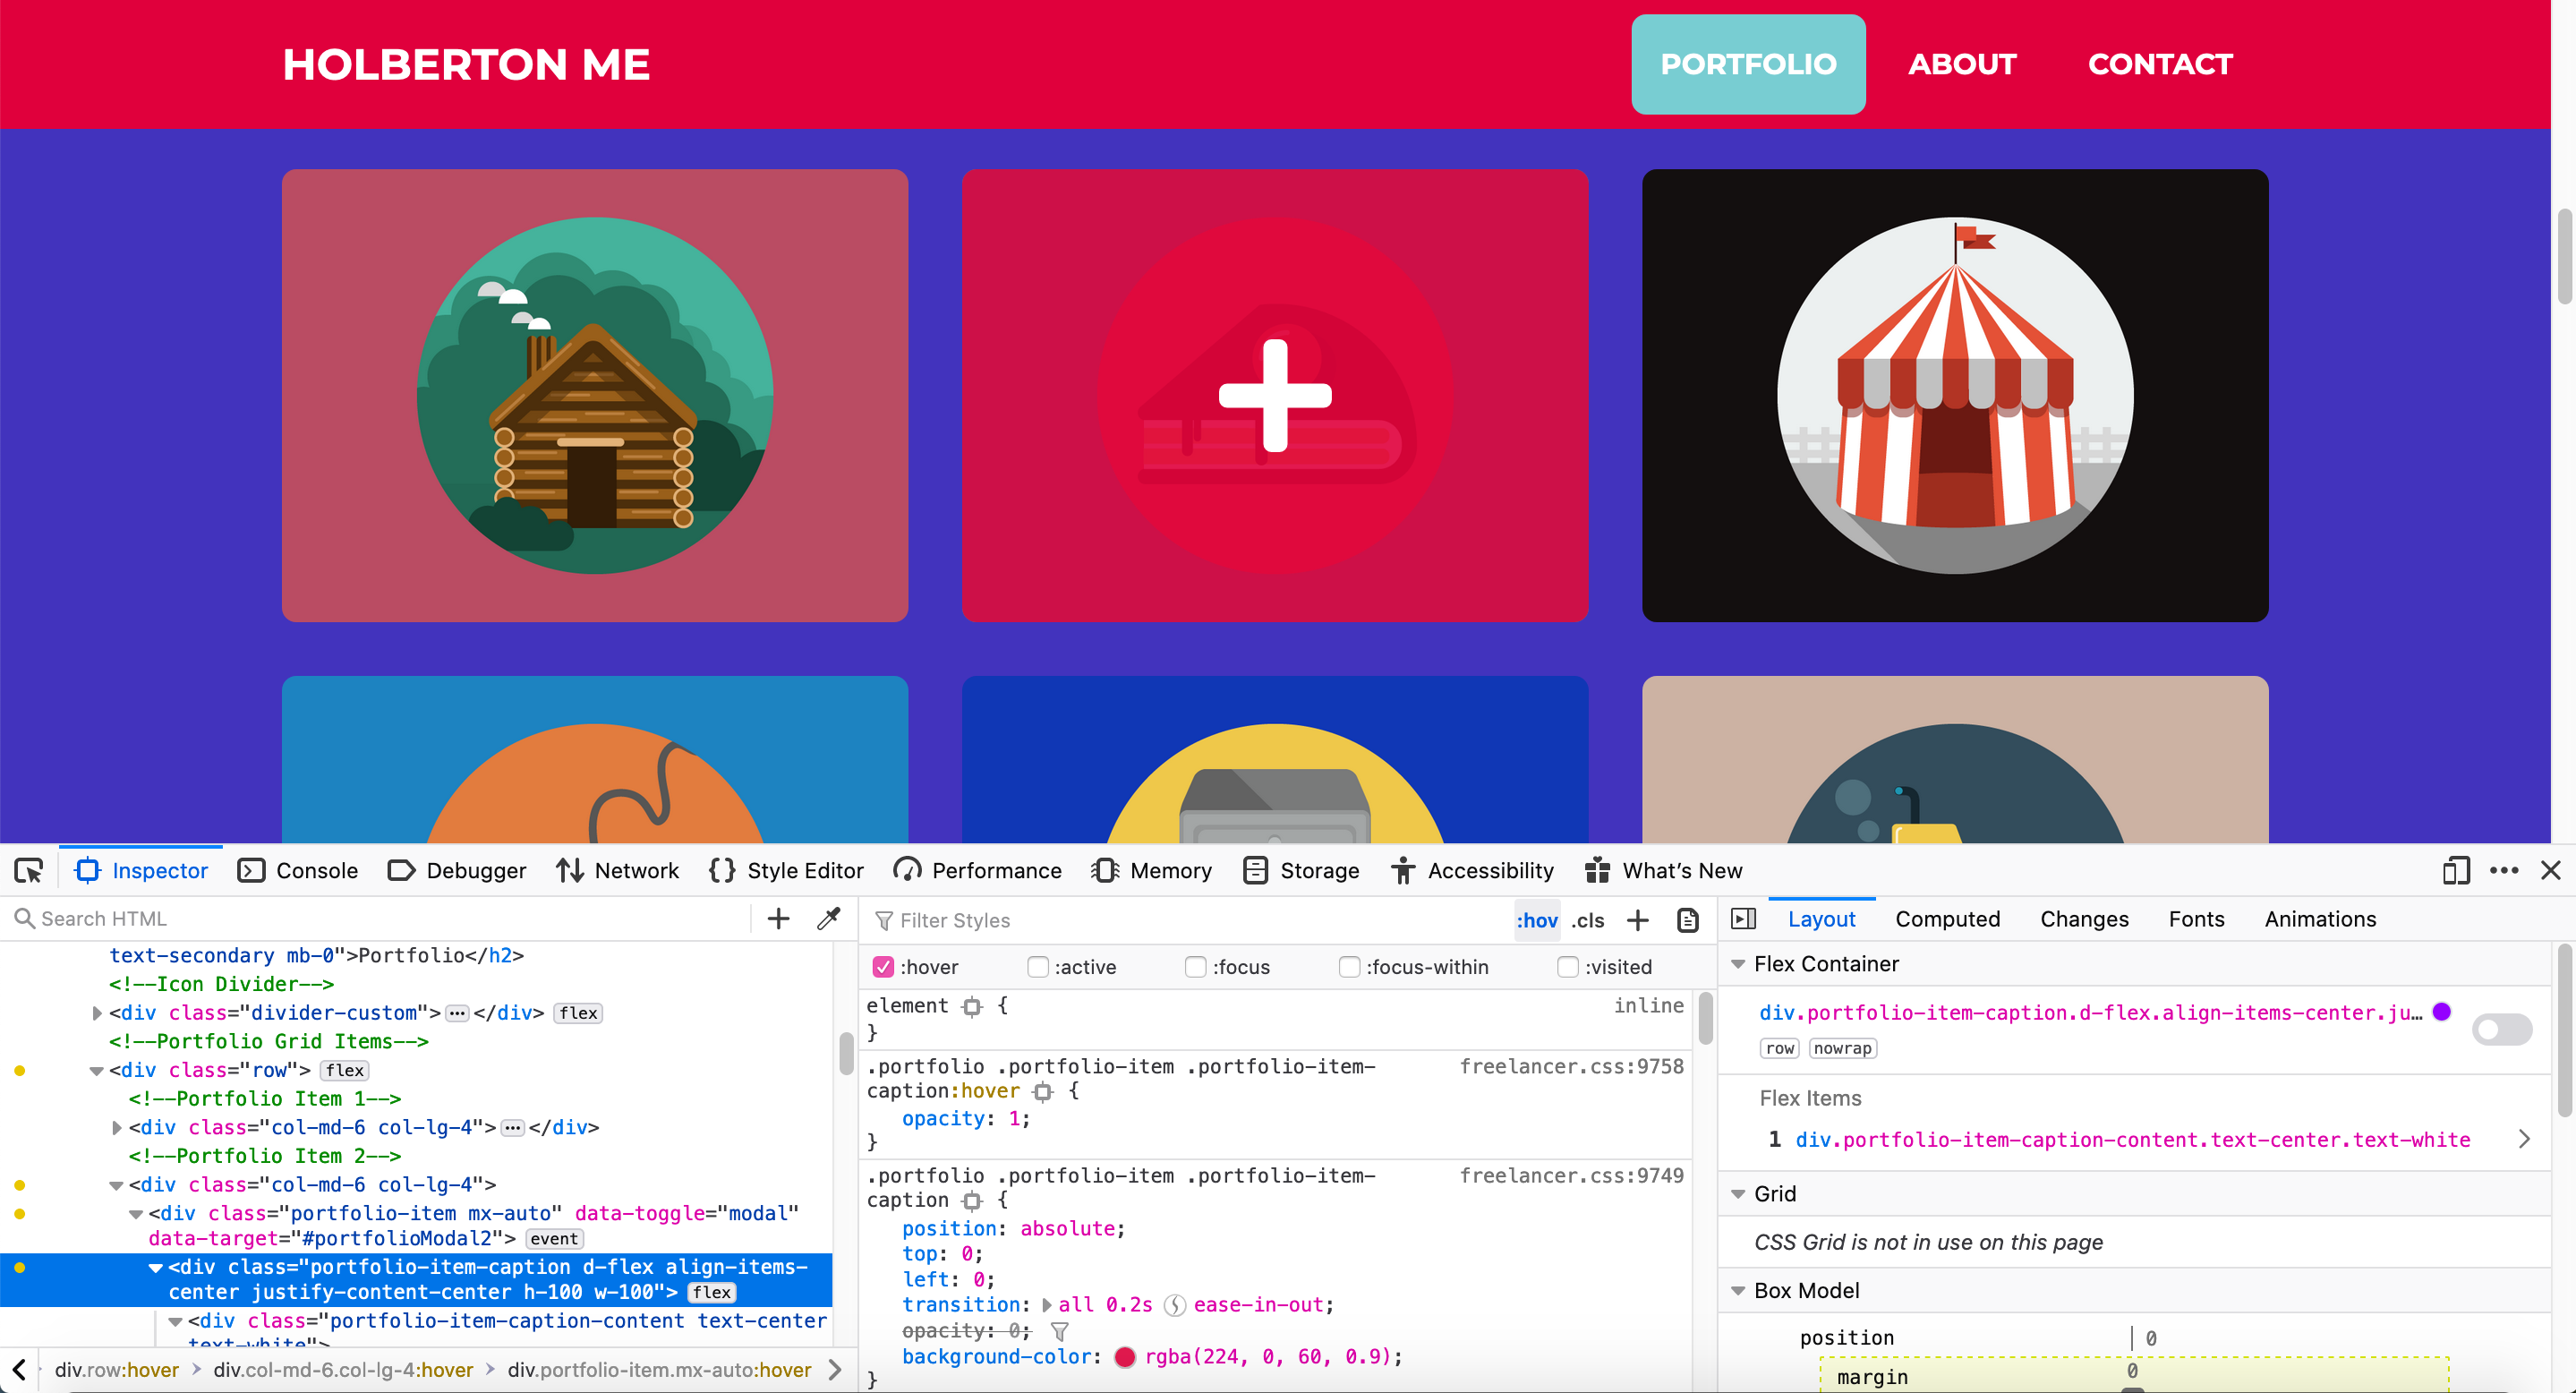 HOLBERTON ME
PORTFOLIO ABOUT CONTACT
Inspector Console Debugger Network Style Editor Performance Memory Storage Accessibility What's New
Search HTML
text-secondary mb-0">Portfolio</h2>
<!--Icon Divider-->
<div class="divider-custom">⋯</div> flex
<!--Portfolio Grid Items-->
<div class="row"> flex
<!--Portfolio Item 1-->
<div class="col-md-6 col-lg-4">⋯</div>
<!--Portfolio Item 2-->
<div class="col-md-6 col-lg-4">
<div class="portfolio-item mx-auto" data-toggle="modal"
data-target="#portfolioModal2"> event
<div class="portfolio-item-caption d-flex align-items-
center justify-content-center h-100 w-100"> flex
<div class="portfolio-item-caption-content text-center
text-white">
div.row:hover div.col-md-6.col-lg-4:hover div.portfolio-item.mx-auto:hover
Filter Styles :hov .cls
:hover :active :focus :focus-within :visited
element { inline
}
.portfolio .portfolio-item .portfolio-item- freelancer.css:9758
caption:hover {
opacity: 1;
}
.portfolio .portfolio-item .portfolio-item- freelancer.css:9749
caption {
position: absolute;
top: 0;
left: 0;
transition: all 0.2s ease-in-out;
opacity: 0;
background-color: rgba(224, 0, 60, 0.9);
}
Layout Computed Changes Fonts Animations
Flex Container
div.portfolio-item-caption.d-flex.align-items-center.ju…
row nowrap
Flex Items
1 div.portfolio-item-caption-content.text-center.text-white
Grid
CSS Grid is not in use on this page
Box Model
position 0
margin 0